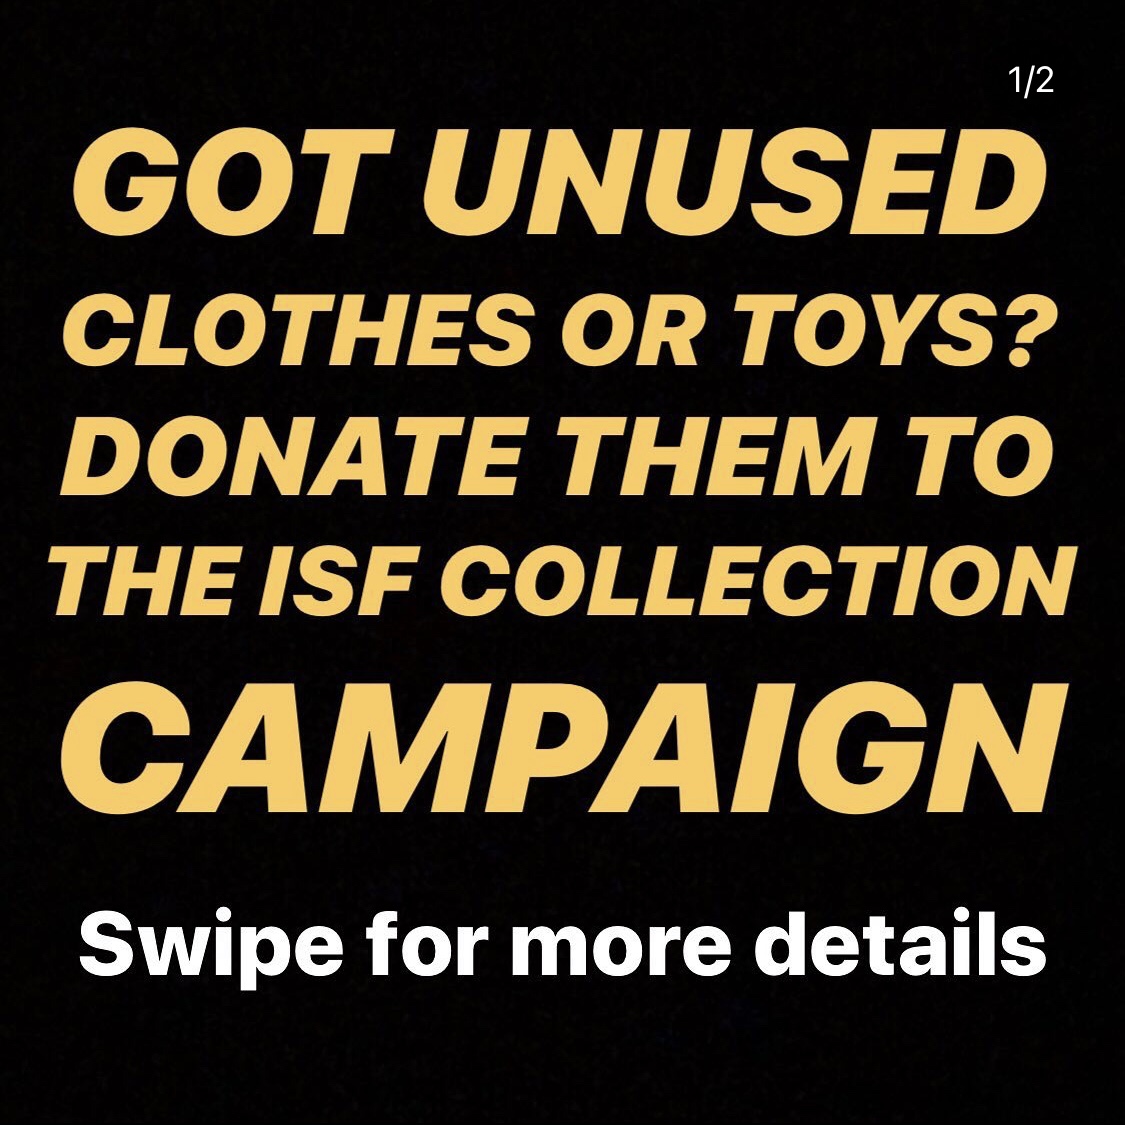 1/2
GOT UNUSED
CLOTHES OR TOYS?
DONATE THEM TO
THE ISF COLLECTION
CAMPAIGN
Swipe for more details